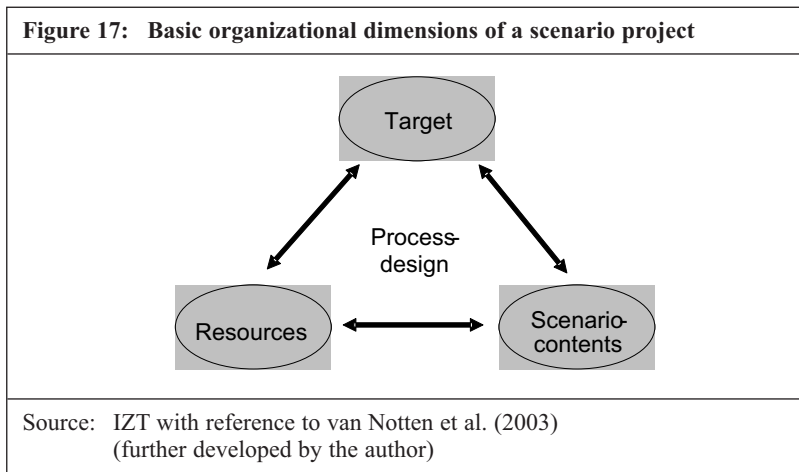 Figure 17: Basic organizational dimensions of a scenario project
Target
Process-
design
Resources
Scenario-
contents
Source: IZT with reference to van Notten et al. (2003)
(further developed by the author)